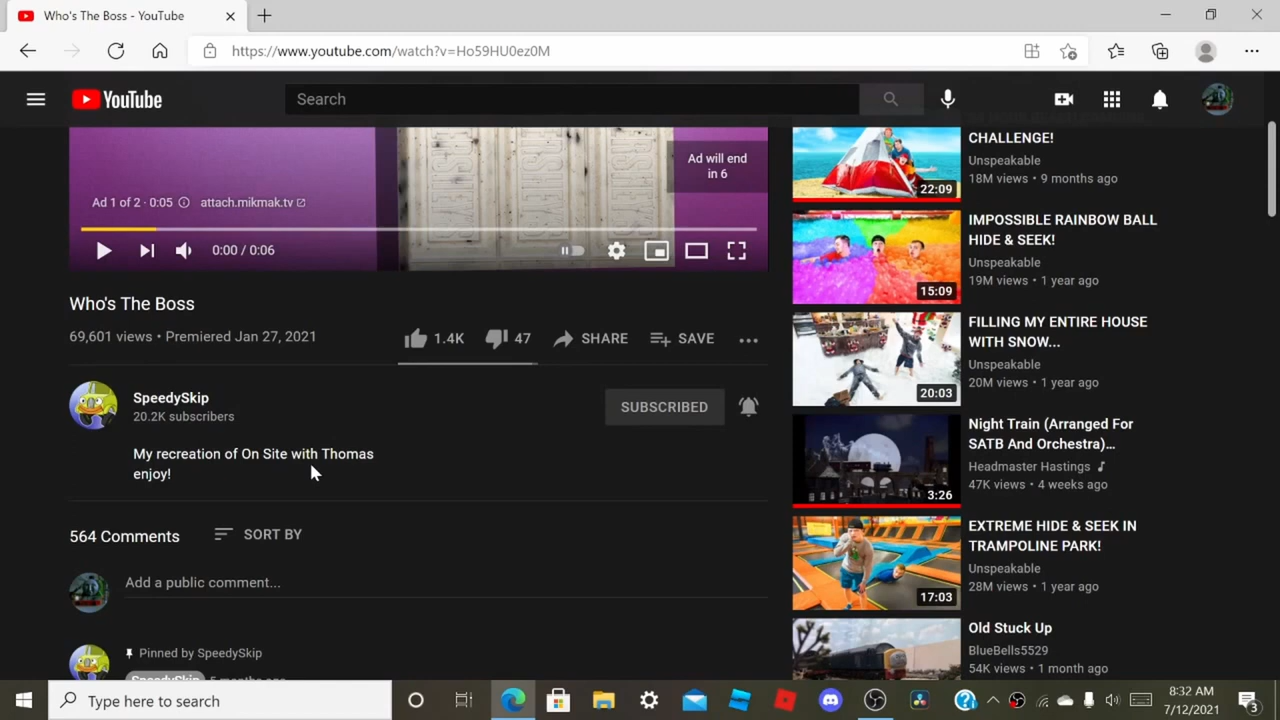 Who's The Boss - YouTube
https://www.youtube.com/watch?v=Ho59HU0ez0M
YouTube
Search
Ad will end
in 6
Ad 1 of 2 · 0:05
attach.mikmak.tv
0:00 / 0:06
Who's The Boss
69,601 views • Premiered Jan 27, 2021
1.4K
47
SHARE
SAVE
SpeedySkip
20.2K subscribers
SUBSCRIBED
My recreation of On Site with Thomas
enjoy!
564 Comments
SORT BY
Add a public comment...
Pinned by SpeedySkip
SpeedySkip 5 months ago
CHALLENGE!
Unspeakable
18M views • 9 months ago
22:09
IMPOSSIBLE RAINBOW BALL
HIDE & SEEK!
Unspeakable
19M views • 1 year ago
15:09
FILLING MY ENTIRE HOUSE
WITH SNOW...
Unspeakable
20M views • 1 year ago
20:03
Night Train (Arranged For
SATB And Orchestra)...
Headmaster Hastings
47K views • 4 weeks ago
3:26
EXTREME HIDE & SEEK IN
TRAMPOLINE PARK!
Unspeakable
28M views • 1 year ago
17:03
Old Stuck Up
BlueBells5529
54K views • 1 month ago
Type here to search
8:32 AM
7/12/2021
3